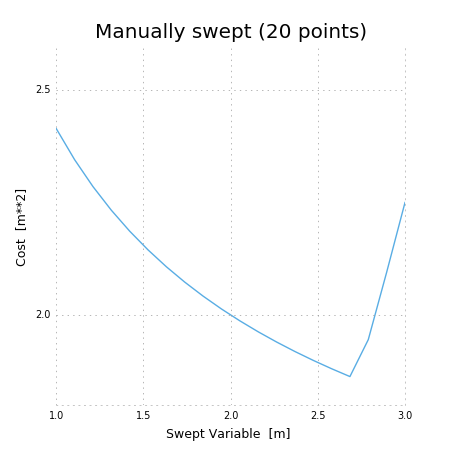 Manually swept (20 points)
2.5
Cost  [m**2]
2.0
1.0 1.5 2.0 2.5 3.0
Swept Variable  [m]